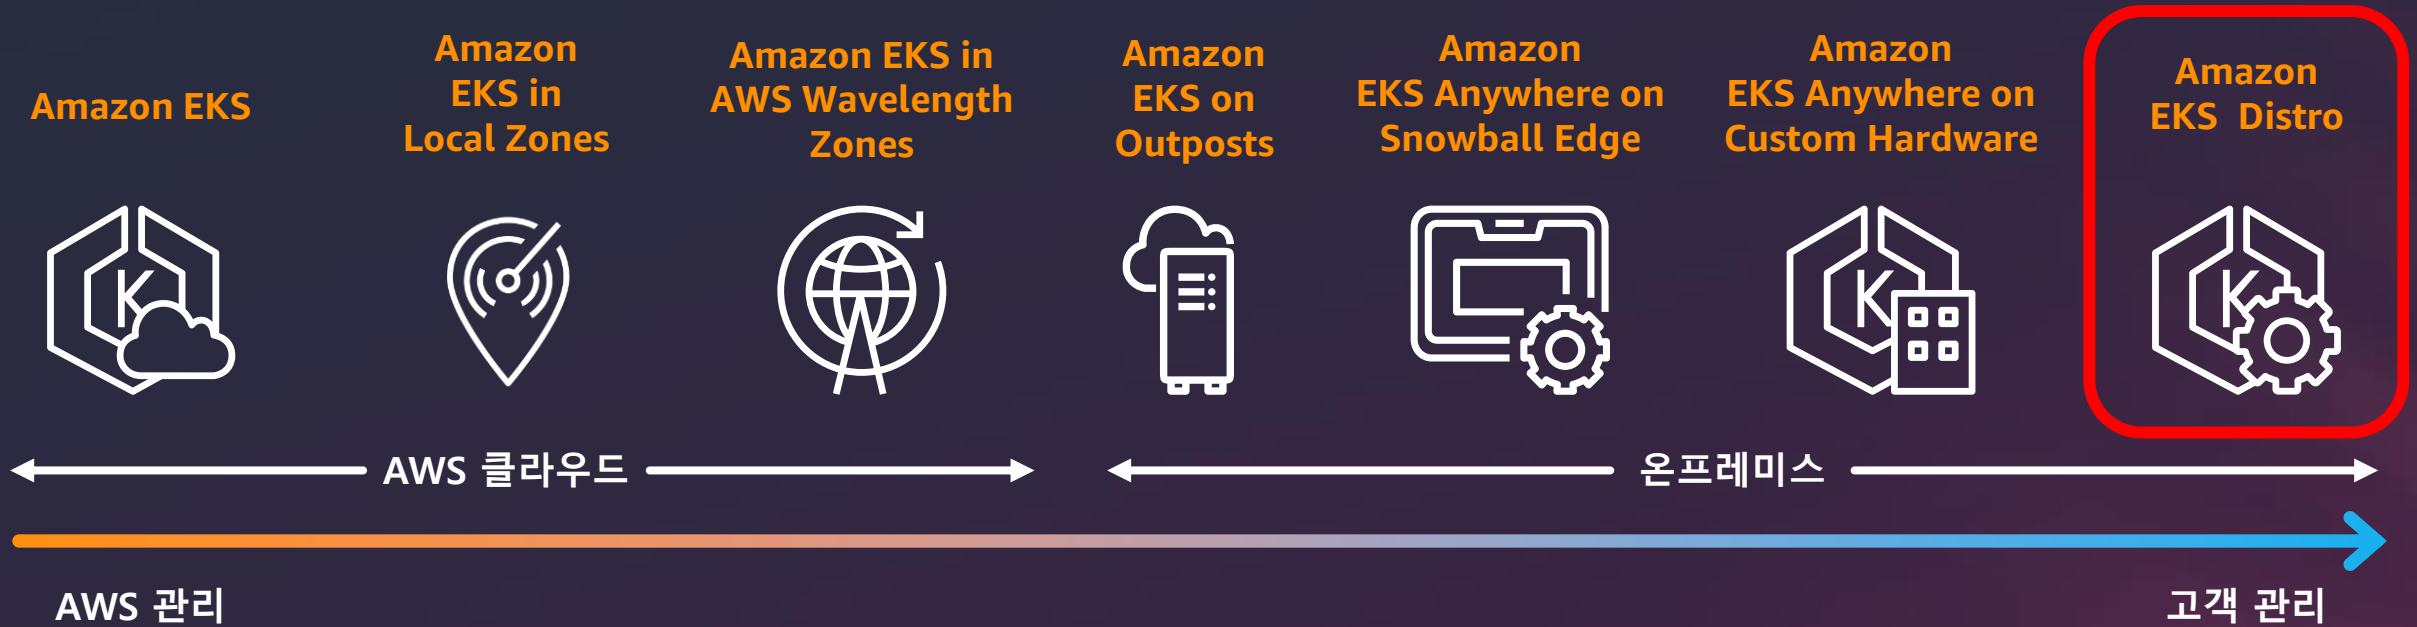 Amazon EKS
Amazon
EKS in
Local Zones
Amazon EKS in
AWS Wavelength
Zones
Amazon
EKS on
Outposts
Amazon
EKS Anywhere on
Snowball Edge
Amazon
EKS Anywhere on
Custom Hardware
Amazon
EKS Distro
K
K
K
AWS 클라우드
온프레미스
AWS 관리
고객 관리